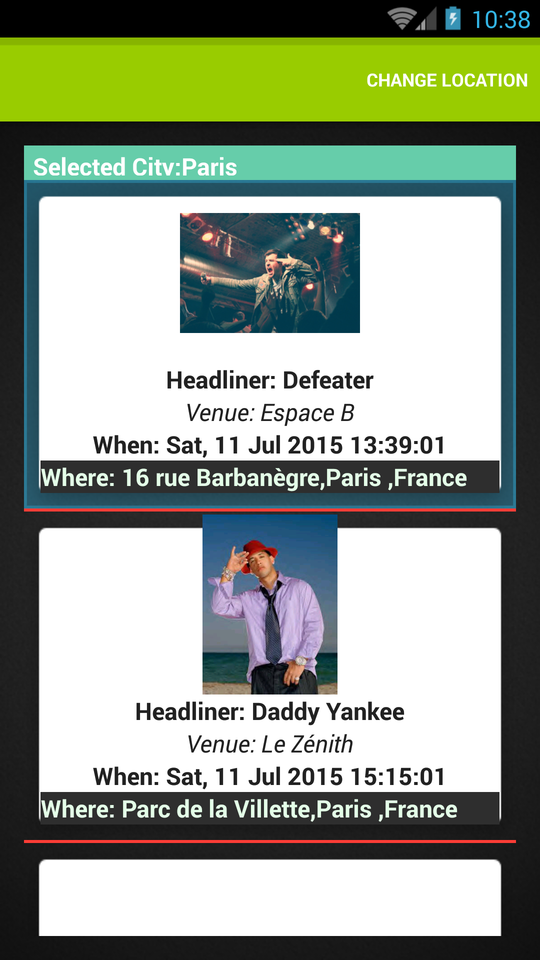 10:38
CHANGE LOCATION
Selected City:Paris
Headliner: Defeater
Venue: Espace B
When: Sat, 11 Jul 2015 13:39:01
Where: 16 rue Barbanègre,Paris ,France
Headliner: Daddy Yankee
Venue: Le Zénith
When: Sat, 11 Jul 2015 15:15:01
Where: Parc de la Villette,Paris ,France